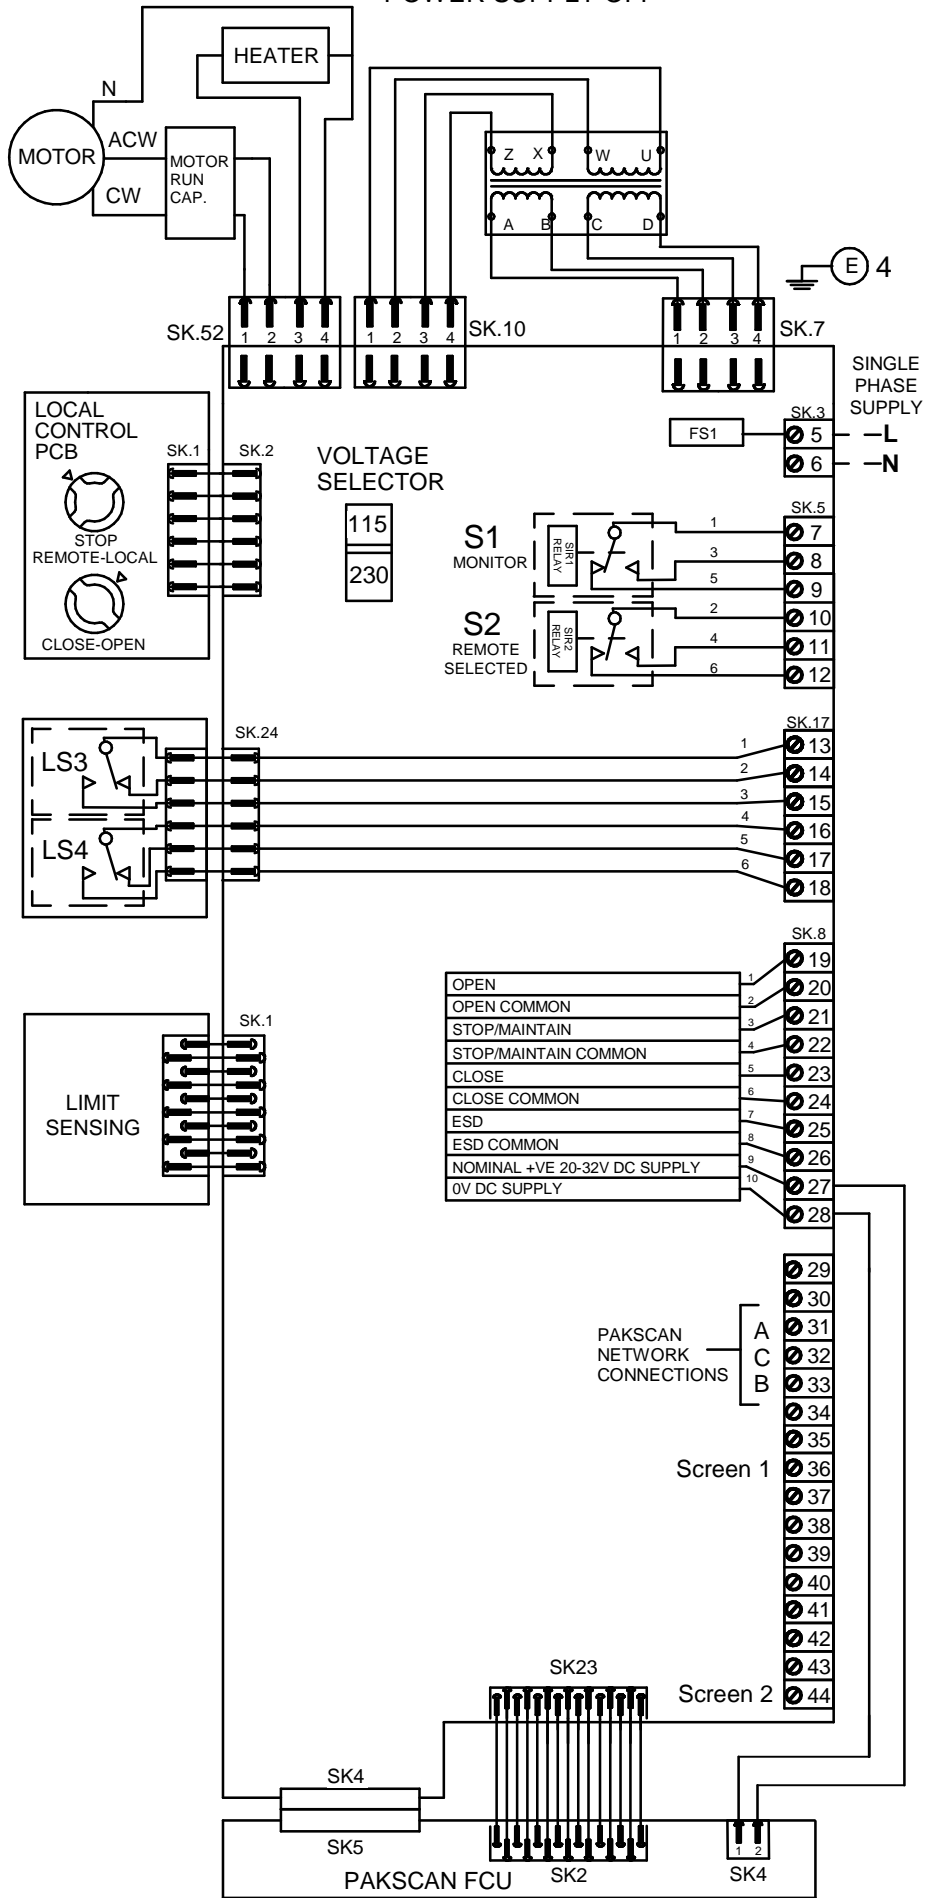 HEATER
N
MOTOR
ACW
CW
MOTOR
RUN
CAP.
Z X W U
A B C D
E 4
SK.52
1 2 3 4
1 2 3 4
SK.10
1 2 3 4
SK.7
SINGLE
PHASE
SUPPLY
LOCAL
CONTROL
PCB
STOP
REMOTE-LOCAL
CLOSE-OPEN
SK.1
SK.2
VOLTAGE
SELECTOR
115
230
FS1
SK.3
5 L
6 N
SK.5
S1
MONITOR
SIR1
RELAY
1 7
3 8
5 9
S2
REMOTE
SELECTED
SIR2
RELAY
2 10
4 11
6 12
LS3
LS4
SK.24
SK.17
1 13
2 14
3 15
4 16
5 17
6 18
SK.8
OPEN 1 19
OPEN COMMON 2 20
STOP/MAINTAIN 3 21
STOP/MAINTAIN COMMON 4 22
CLOSE 5 23
CLOSE COMMON 6 24
ESD 7 25
ESD COMMON 8 26
NOMINAL +VE 20-32V DC SUPPLY 9 27
0V DC SUPPLY 10 28
LIMIT
SENSING
SK.1
29
30
PAKSCAN
NETWORK
CONNECTIONS
A 31
C 32
B 33
34
35
Screen 1 36
37
38
39
40
41
42
43
Screen 2 44
SK23
SK4
SK5
PAKSCAN FCU
SK2
1 2
SK4